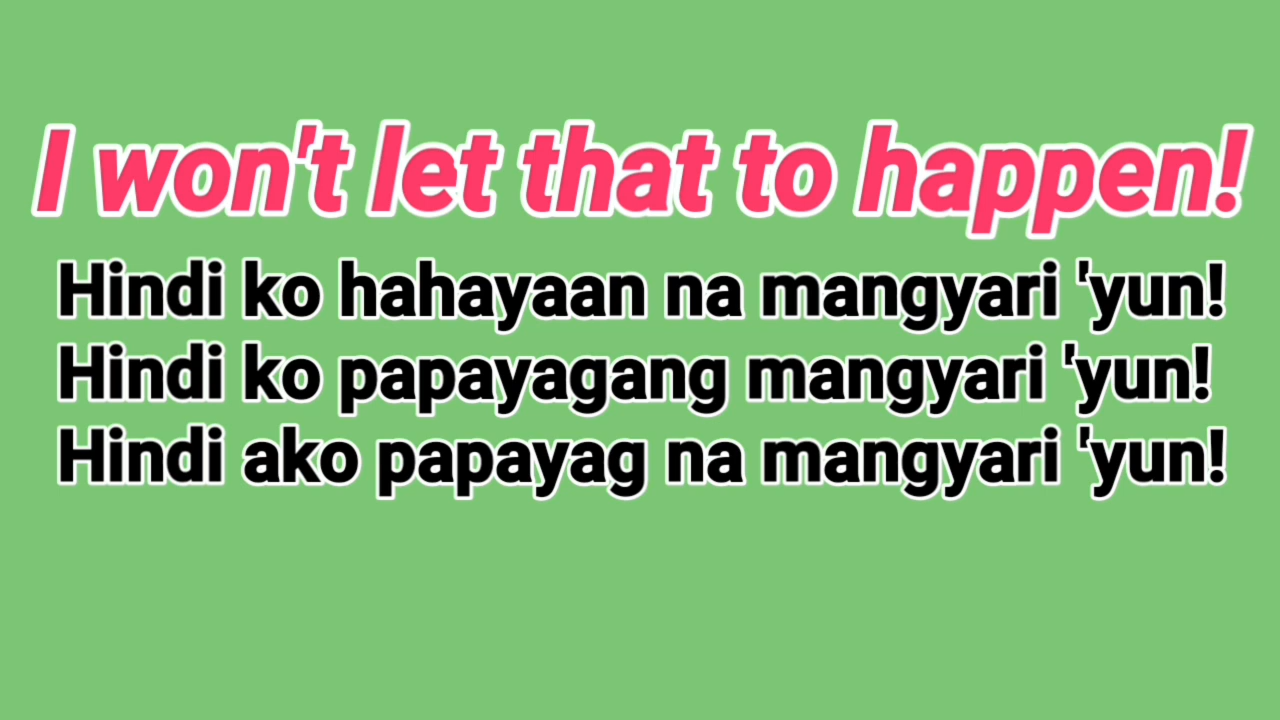 I won't let that to happen!
Hindi ko hahayaan na mangyari 'yun!
Hindi ko papayagang mangyari 'yun!
Hindi ako papayag na mangyari 'yun!